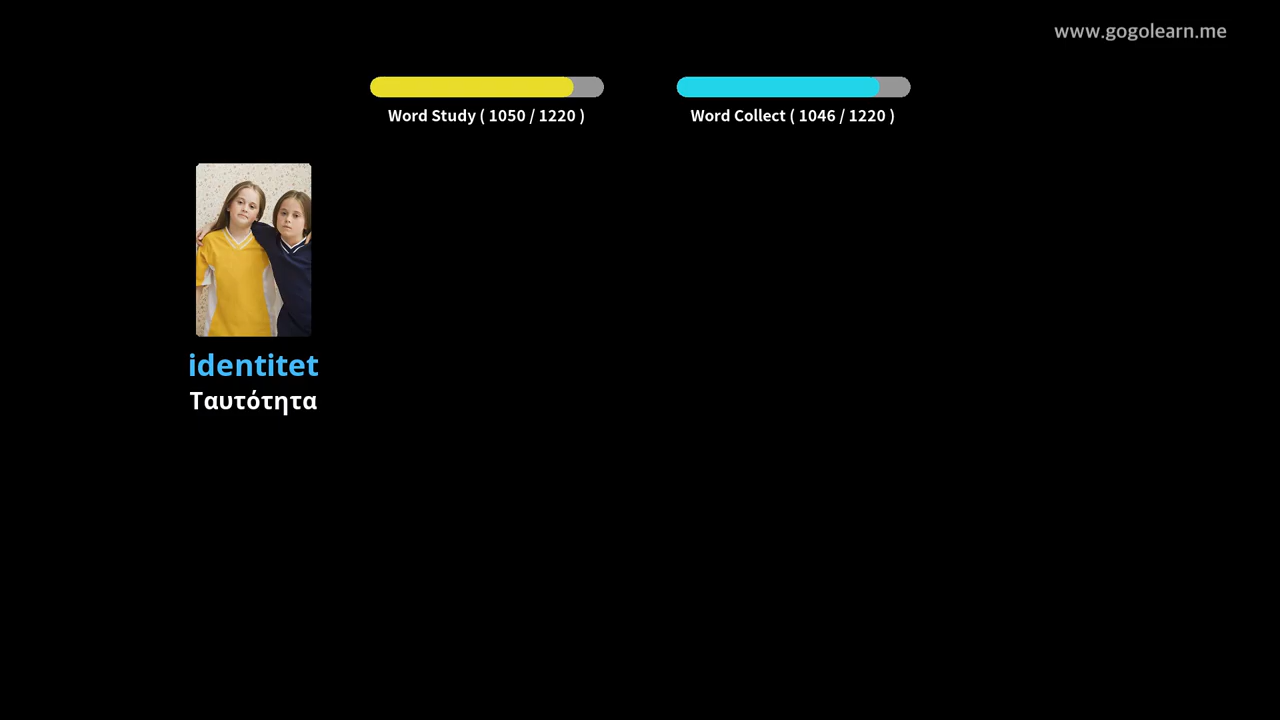 www.gogolearn.me
Word Study ( 1050 / 1220 )
Word Collect ( 1046 / 1220 )
identitet
Ταυτότητα